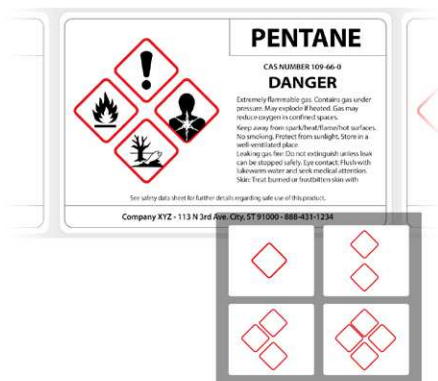 PENTANE
CAS NUMBER 109-66-0
DANGER
Extremely flammable gas. Contains gas under
pressure. May explode if heated. Gas may
reduce oxygen in confined spaces.
Keep away from spark/heat/flame/hot surfaces.
No smoking. Protect from sunlight. Store in a
well-ventilated place
Leaking gas fire: Do not extinguish unless leak
can be stopped safely. Eye contact: Flush with
lukewarm water and seek medical attention.
Skin: Treat burned or frostbitten skin with
See safety data sheet for further details regarding safe use of this product.
Company XYZ - 113 N 3rd Ave. City, ST 91000 - 888-431-1234